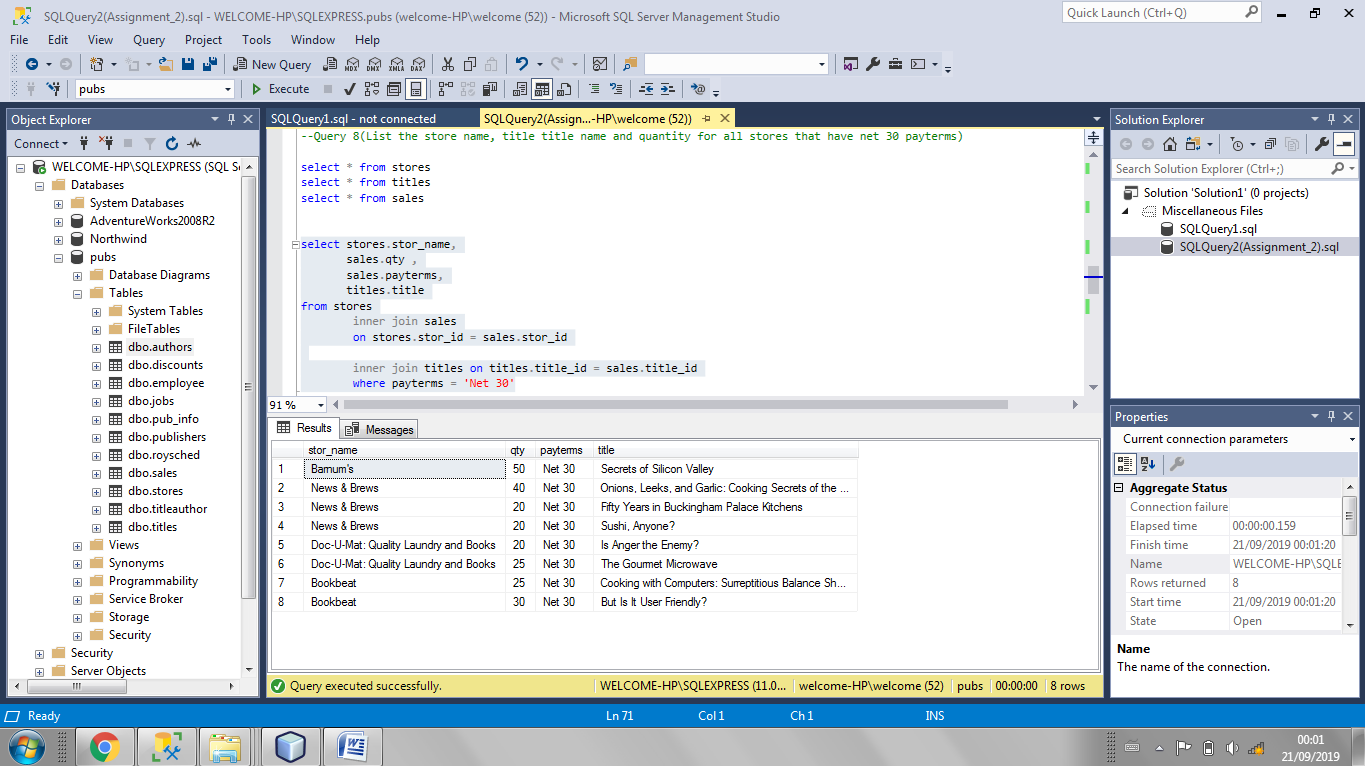 SQLQuery2(Assignment_2).sql - WELCOME-HP\SQLEXPRESS.pubs (welcome-HP\welcome (52)) - Microsoft SQL Server Management Studio
Quick Launch (Ctrl+Q)
File Edit View Query Project Tools Window Help
New Query MDX DMX XMLA DAX
pubs Execute
Object Explorer
Connect
WELCOME-HP\SQLEXPRESS (SQL S
Databases
System Databases
AdventureWorks2008R2
Northwind
pubs
Database Diagrams
Tables
System Tables
FileTables
dbo.authors
dbo.discounts
dbo.employee
dbo.jobs
dbo.pub_info
dbo.publishers
dbo.roysched
dbo.sales
dbo.stores
dbo.titleauthor
dbo.titles
Views
Synonyms
Programmability
Service Broker
Storage
Security
Security
Server Objects
SQLQuery1.sql - not connected
SQLQuery2(Assign...-HP\welcome (52))
--Query 8(List the store name, title title name and quantity for all stores that have net 30 payterms)
select * from stores
select * from titles
select * from sales
select stores.stor_name,
sales.qty ,
sales.payterms,
titles.title
from stores
inner join sales
on stores.stor_id = sales.stor_id
inner join titles on titles.title_id = sales.title_id
where payterms = 'Net 30'
91 %
Results Messages
stor_name qty payterms title
1 Barnum's 50 Net 30 Secrets of Silicon Valley
2 News & Brews 40 Net 30 Onions, Leeks, and Garlic: Cooking Secrets of the ...
3 News & Brews 20 Net 30 Fifty Years in Buckingham Palace Kitchens
4 News & Brews 20 Net 30 Sushi, Anyone?
5 Doc-U-Mat: Quality Laundry and Books 20 Net 30 Is Anger the Enemy?
6 Doc-U-Mat: Quality Laundry and Books 25 Net 30 The Gourmet Microwave
7 Bookbeat 25 Net 30 Cooking with Computers: Surreptitious Balance Sh...
8 Bookbeat 30 Net 30 But Is It User Friendly?
Query executed successfully. WELCOME-HP\SQLEXPRESS (11.0... welcome-HP\welcome (52) pubs 00:00:00 8 rows
Solution Explorer
Search Solution Explorer (Ctrl+;)
Solution 'Solution1' (0 projects)
Miscellaneous Files
SQLQuery1.sql
SQLQuery2(Assignment_2).sql
Properties
Current connection parameters
Aggregate Status
Connection failure
Elapsed time 00:00:00.159
Finish time 21/09/2019 00:01:20
Name WELCOME-HP\SQLE
Rows returned 8
Start time 21/09/2019 00:01:20
State Open
Name
The name of the connection.
Ready Ln 71 Col 1 Ch 1 INS
00:01
21/09/2019